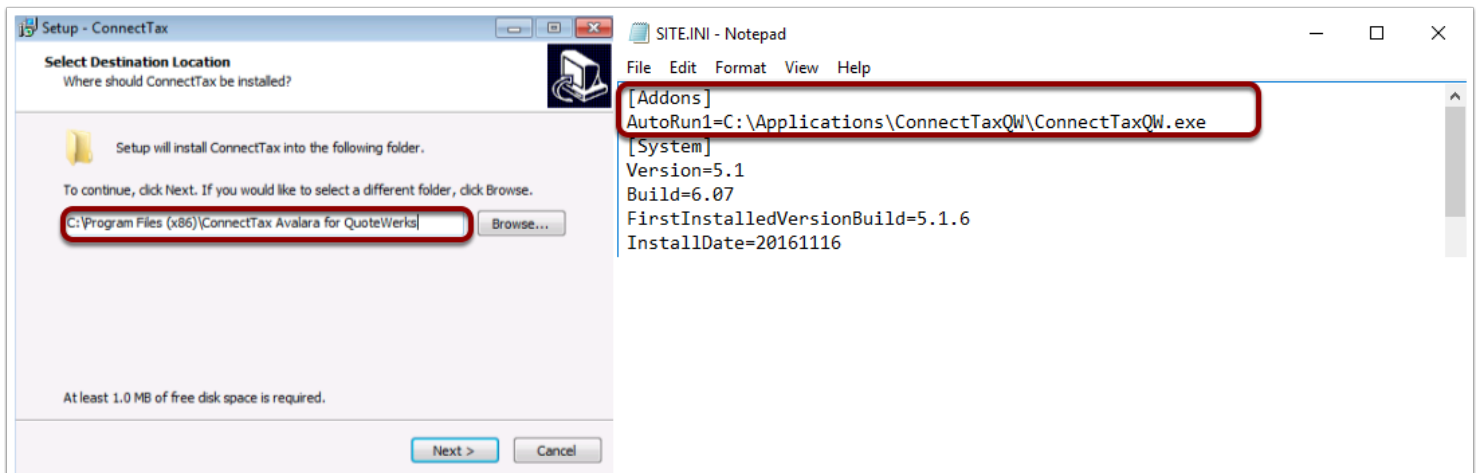 Setup - ConnectTax
Select Destination Location
Where should ConnectTax be installed?
Setup will install ConnectTax into the following folder.
To continue, click Next. If you would like to select a different folder, click Browse.
C:\Program Files (x86)\ConnectTax Avalara for QuoteWerks
Browse...
At least 1.0 MB of free disk space is required.
Next >
Cancel
SITE.INI - Notepad
File Edit Format View Help
[Addons]
AutoRun1=C:\Applications\ConnectTaxQW\ConnectTaxQW.exe
[System]
Version=5.1
Build=6.07
FirstInstalledVersionBuild=5.1.6
InstallDate=20161116